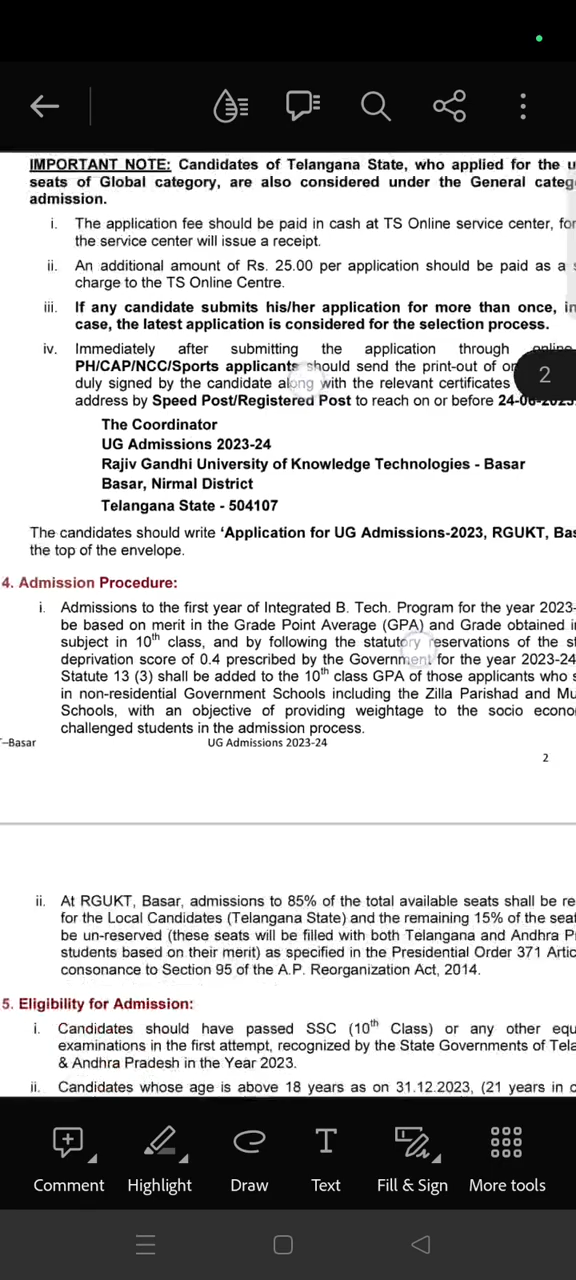 IMPORTANT NOTE: Candidates of Telangana State, who applied for the u
seats of Global category, are also considered under the General categ
admission.
i. The application fee should be paid in cash at TS Online service center, for
the service center will issue a receipt.
ii. An additional amount of Rs. 25.00 per application should be paid as a s
charge to the TS Online Centre.
iii. If any candidate submits his/her application for more than once, in
case, the latest application is considered for the selection process.
iv. Immediately after submitting the application through online
PH/CAP/NCC/Sports applicants should send the print-out of on
duly signed by the candidate along with the relevant certificates
2
address by Speed Post/Registered Post to reach on or before 24-06-2023
The Coordinator
UG Admissions 2023-24
Rajiv Gandhi University of Knowledge Technologies - Basar
Basar, Nirmal District
Telangana State - 504107
The candidates should write ‘Application for UG Admissions-2023, RGUKT, Bas
the top of the envelope.
4. Admission Procedure:
i. Admissions to the first year of Integrated B. Tech. Program for the year 2023-
be based on merit in the Grade Point Average (GPA) and Grade obtained i
subject in 10th class, and by following the statutory reservations of the st
deprivation score of 0.4 prescribed by the Government for the year 2023-24
Statute 13 (3) shall be added to the 10th class GPA of those applicants who s
in non-residential Government Schools including the Zilla Parishad and Mu
Schools, with an objective of providing weightage to the socio econo
challenged students in the admission process.
T–Basar UG Admissions 2023-24
2
ii. At RGUKT, Basar, admissions to 85% of the total available seats shall be re
for the Local Candidates (Telangana State) and the remaining 15% of the seat
be un-reserved (these seats will be filled with both Telangana and Andhra P
students based on their merit) as specified in the Presidential Order 371 Artic
consonance to Section 95 of the A.P. Reorganization Act, 2014.
5. Eligibility for Admission:
i. Candidates should have passed SSC (10th Class) or any other equ
examinations in the first attempt, recognized by the State Governments of Tela
& Andhra Pradesh in the Year 2023.
ii. Candidates whose age is above 18 years as on 31.12.2023, (21 years in c
Comment Highlight Draw Text Fill & Sign More tools